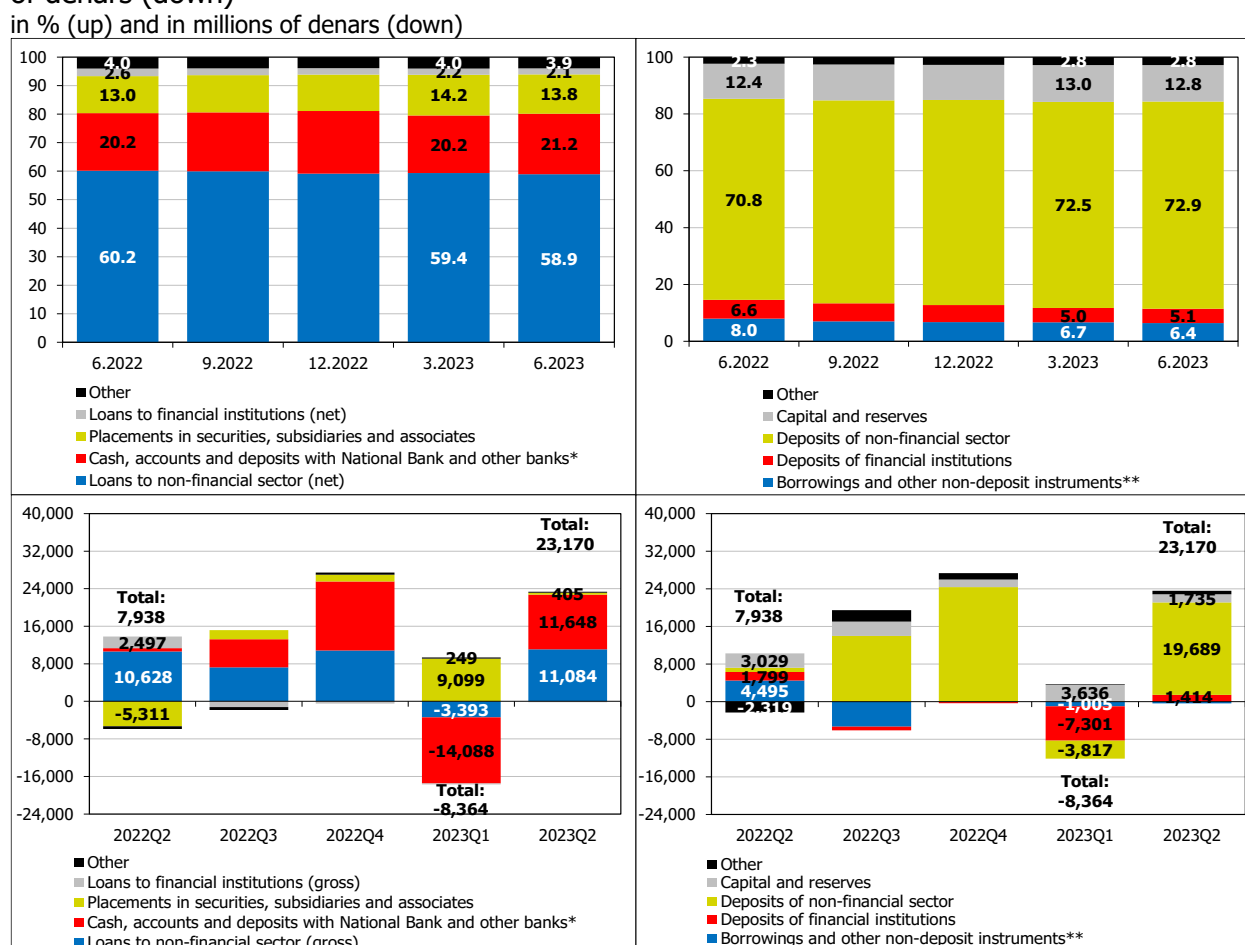 of denars (down)
in % (up) and in millions of denars (down)
100
90
80
70
60
50
40
30
20
10
0
4.0
2.6
13.0
20.2
60.2
4.0
2.2
14.2
20.2
59.4
3.9
2.1
13.8
21.2
58.9
6.2022 9.2022 12.2022 3.2023 6.2023
Other
Loans to financial institutions (net)
Placements in securities, subsidiaries and associates
Cash, accounts and deposits with National Bank and other banks*
Loans to non-financial sector (net)
100
80
60
40
20
0
2.3
12.4
70.8
6.6
8.0
2.8
13.0
72.5
5.0
6.7
2.8
12.8
72.9
5.1
6.4
6.2022 9.2022 12.2022 3.2023 6.2023
Other
Capital and reserves
Deposits of non-financial sector
Deposits of financial institutions
Borrowings and other non-deposit instruments**
40,000
32,000
24,000
16,000
8,000
0
-8,000
-16,000
-24,000
Total:
7,938
2,497
10,628
-5,311
249
9,099
-3,393
-14,088
Total:
-8,364
Total:
23,170
405
11,648
11,084
2022Q2 2022Q3 2022Q4 2023Q1 2023Q2
Other
Loans to financial institutions (gross)
Placements in securities, subsidiaries and associates
Cash, accounts and deposits with National Bank and other banks*
Loans to non-financial sector (gross)
40,000
32,000
24,000
16,000
8,000
0
-8,000
-16,000
-24,000
Total:
7,938
3,029
1,799
4,495
-2,319
3,636
-1,005
-7,301
-3,817
Total:
-8,364
Total:
23,170
1,735
19,689
1,414
2022Q2 2022Q3 2022Q4 2023Q1 2023Q2
Other
Capital and reserves
Deposits of non-financial sector
Deposits of financial institutions
Borrowings and other non-deposit instruments**